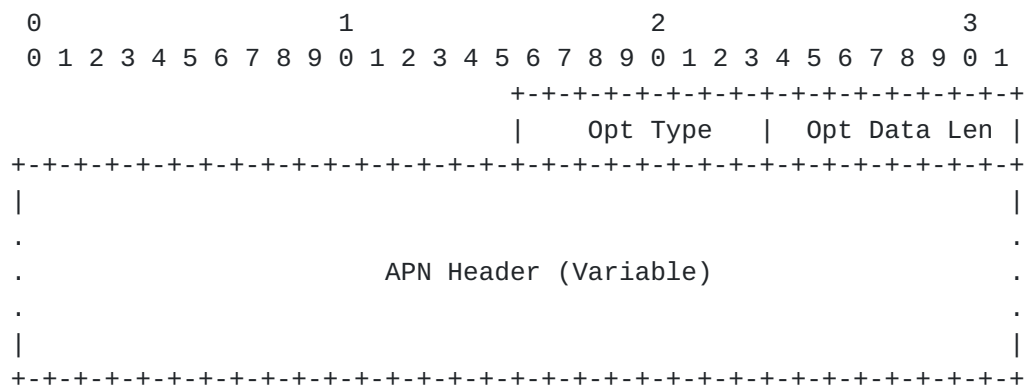 0                   1                   2                   3
 0 1 2 3 4 5 6 7 8 9 0 1 2 3 4 5 6 7 8 9 0 1 2 3 4 5 6 7 8 9 0 1
                                +-+-+-+-+-+-+-+-+-+-+-+-+-+-+-+-+
                                |    Opt Type   |  Opt Data Len |
+-+-+-+-+-+-+-+-+-+-+-+-+-+-+-+-+-+-+-+-+-+-+-+-+-+-+-+-+-+-+-+-+
|                                                               |
.                                                               .
.                       APN Header (Variable)                   .
.                                                               .
|                                                               |
+-+-+-+-+-+-+-+-+-+-+-+-+-+-+-+-+-+-+-+-+-+-+-+-+-+-+-+-+-+-+-+-+